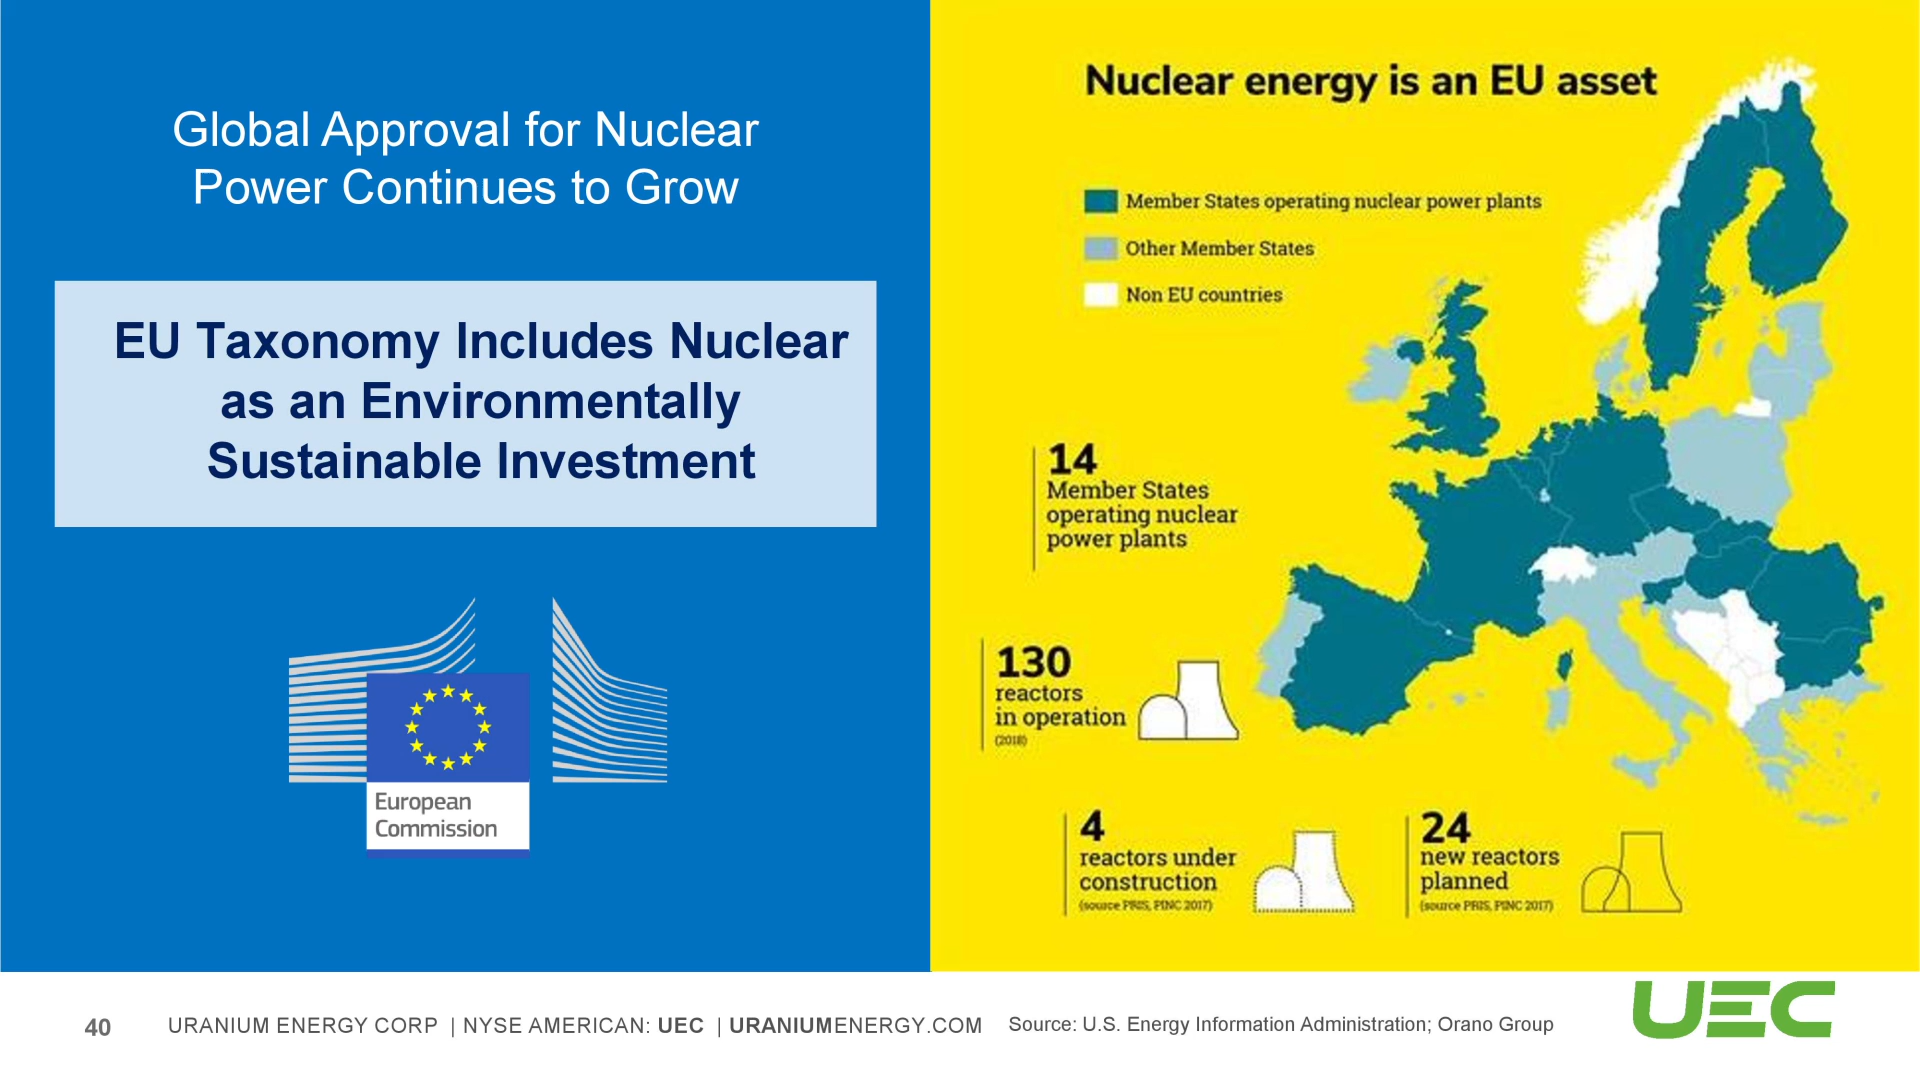 Global Approval for Nuclear
Power Continues to Grow
EU Taxonomy Includes Nuclear
as an Environmentally
Sustainable Investment
European
Commission
Nuclear energy is an EU asset
Member States operating nuclear power plants
Other Member States
Non EU countries
14
Member States
operating nuclear
power plants
130
reactors
in operation
(2018)
4
reactors under
construction
(source PRIS, PINC 2017)
24
new reactors
planned
(source PRIS, PINC 2017)
40 URANIUM ENERGY CORP | NYSE AMERICAN: UEC | URANIUMENERGY.COM Source: U.S. Energy Information Administration; Orano Group
UEC